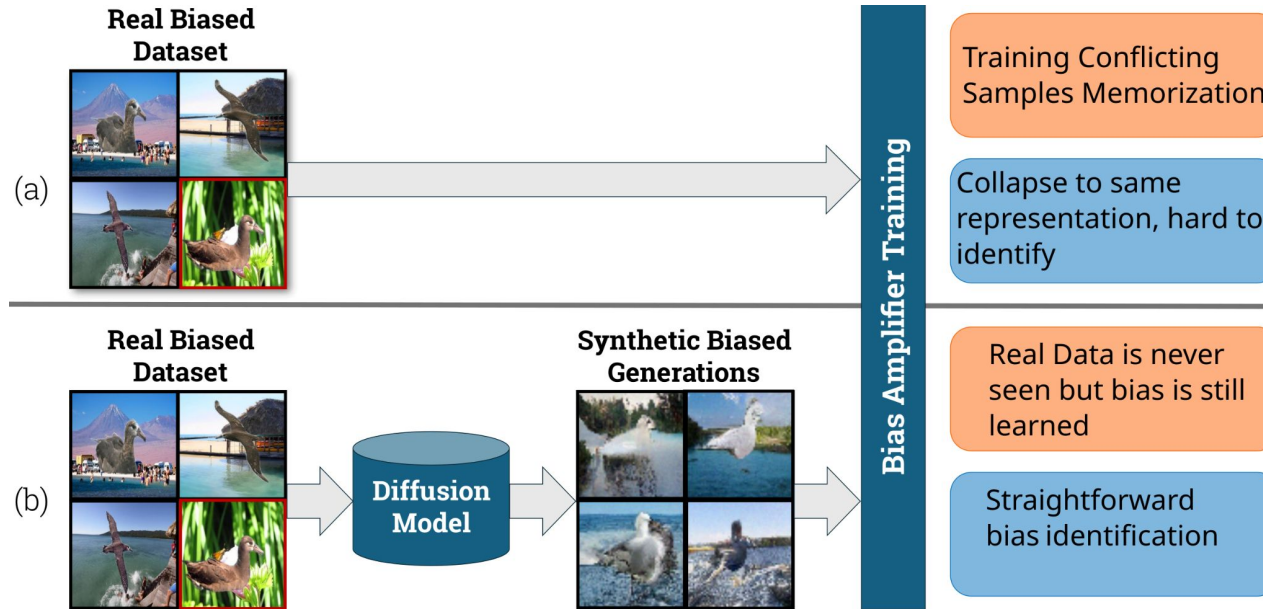 Real Biased
Dataset
(a)
Training Conflicting
Samples Memorization
Collapse to same
representation, hard to
identify
Bias Amplifier Training
Real Biased
Dataset
(b)
Diffusion
Model
Synthetic Biased
Generations
Real Data is never
seen but bias is still
learned
Straightforward
bias identification